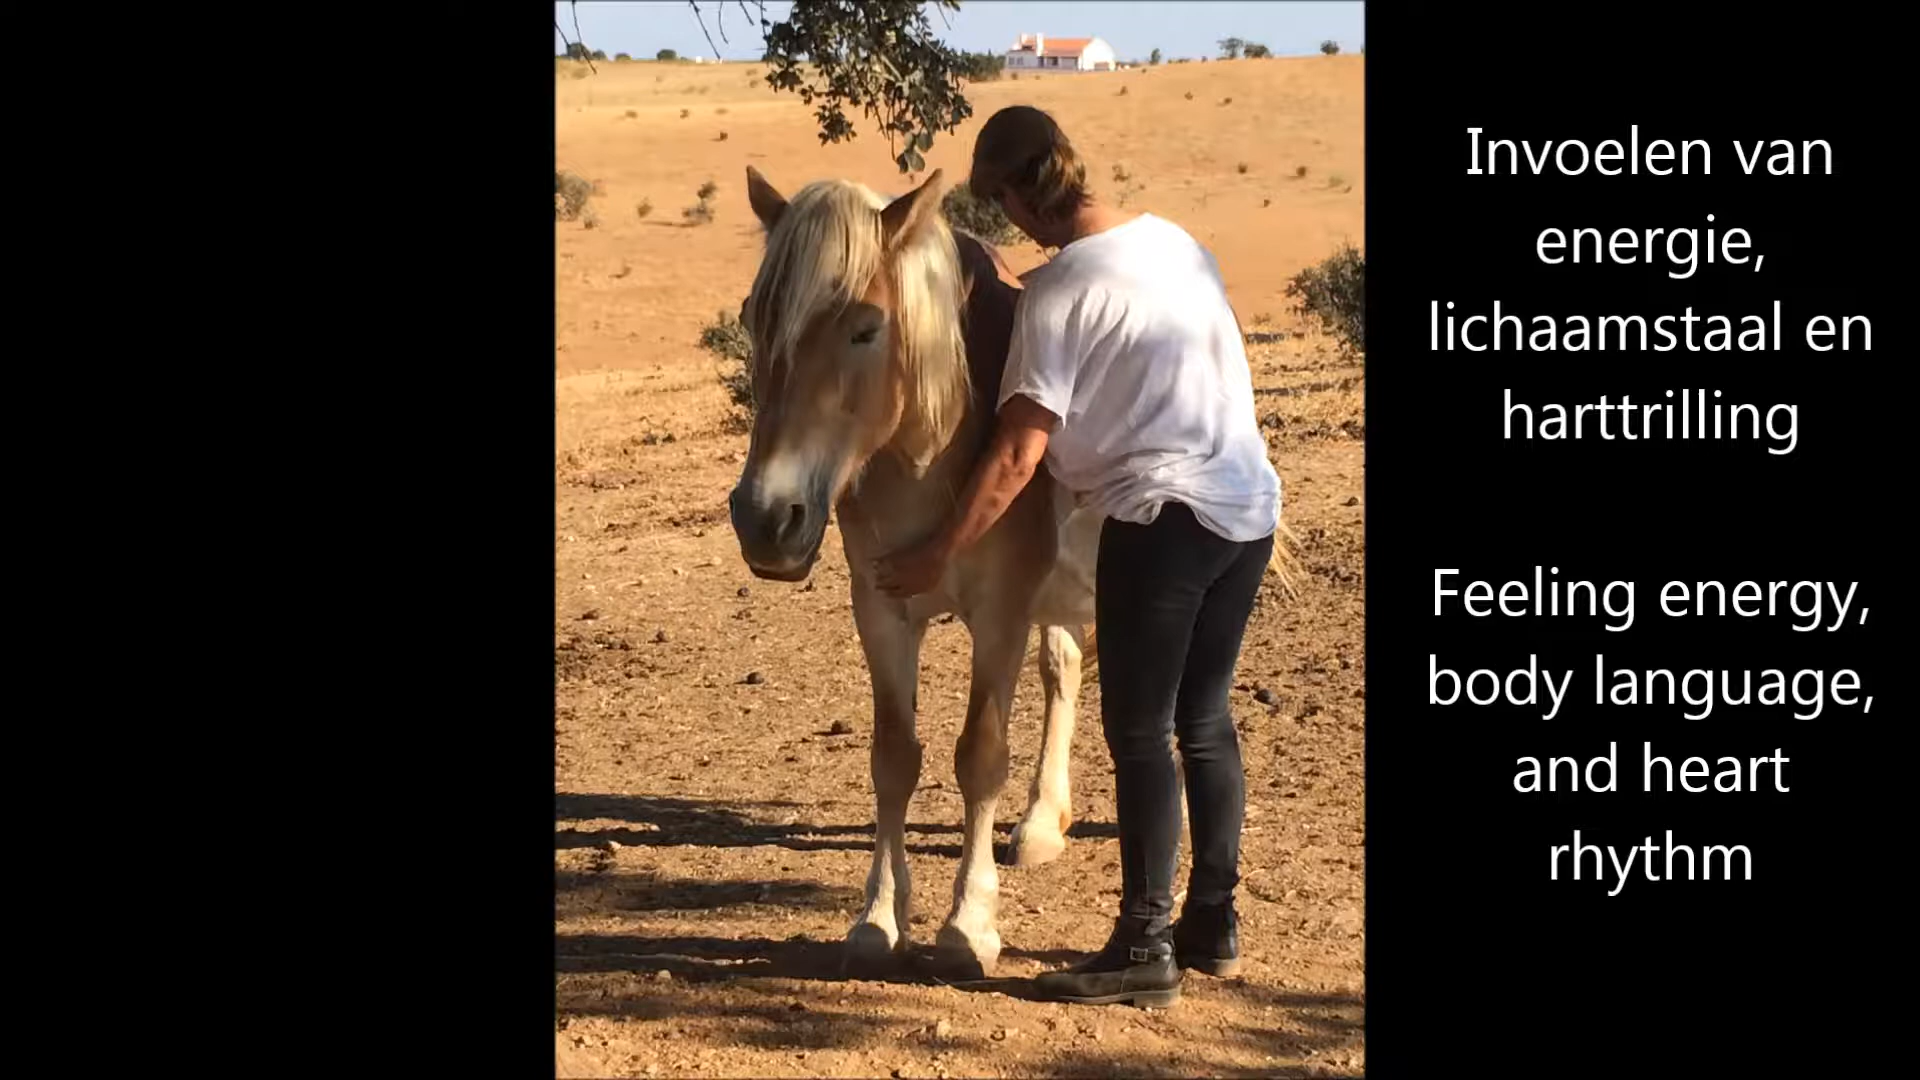 Invoelen van
energie,
lichaamstaal en
harttrilling
Feeling energy,
body language,
and heart
rhythm